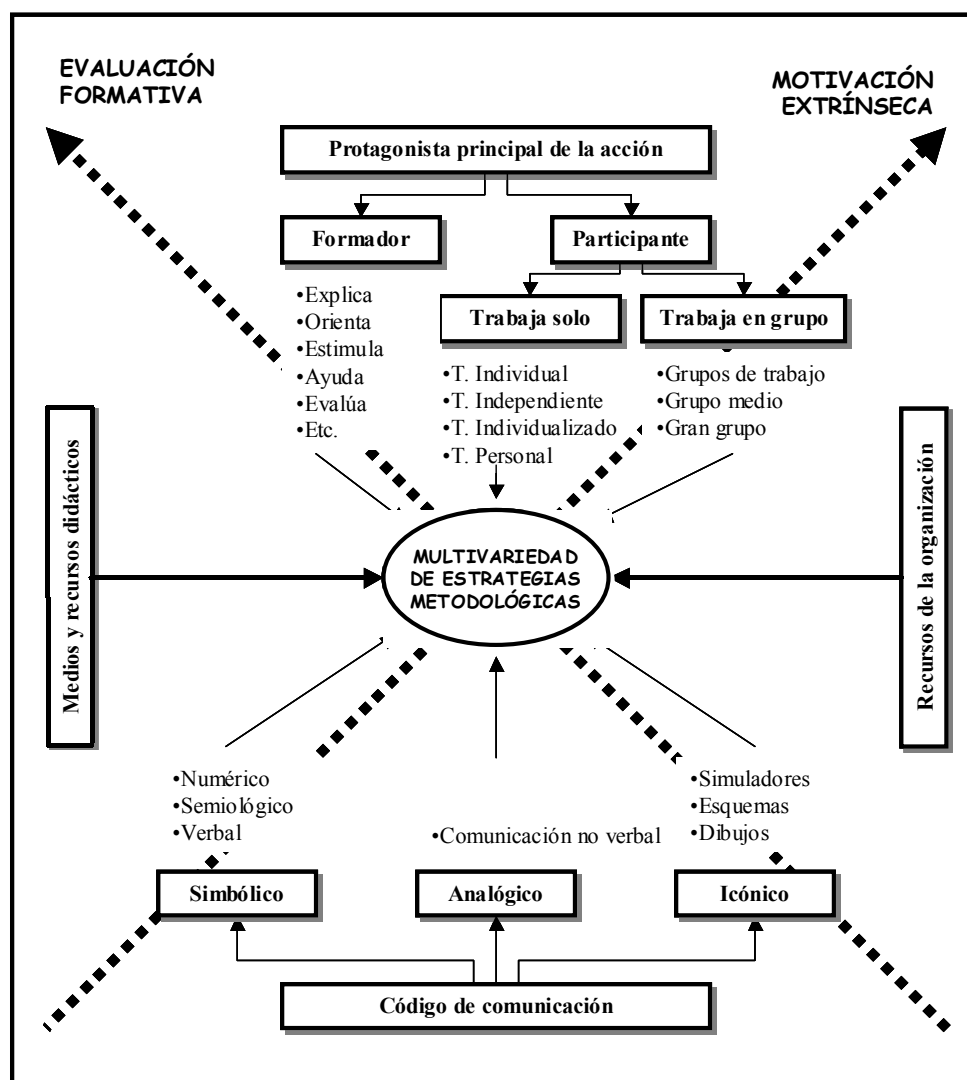 EVALUACIÓN
FORMATIVA
MOTIVACIÓN
EXTRÍNSECA
Protagonista principal de la acción
Formador
Participante
•Explica
•Orienta
•Estimula
•Ayuda
•Evalúa
•Etc.
Trabaja solo
•T. Individual
•T. Independiente
•T. Individualizado
•T. Personal
Trabaja en grupo
•Grupos de trabajo
•Grupo medio
•Gran grupo
Medios y recursos didácticos
MULTIVARIEDAD
DE ESTRATEGIAS
METODOLÓGICAS
Recursos de la organización
•Numérico
•Semiológico
•Verbal
Simbólico
•Comunicación no verbal
Analógico
•Simuladores
•Esquemas
•Dibujos
Icónico
Código de comunicación